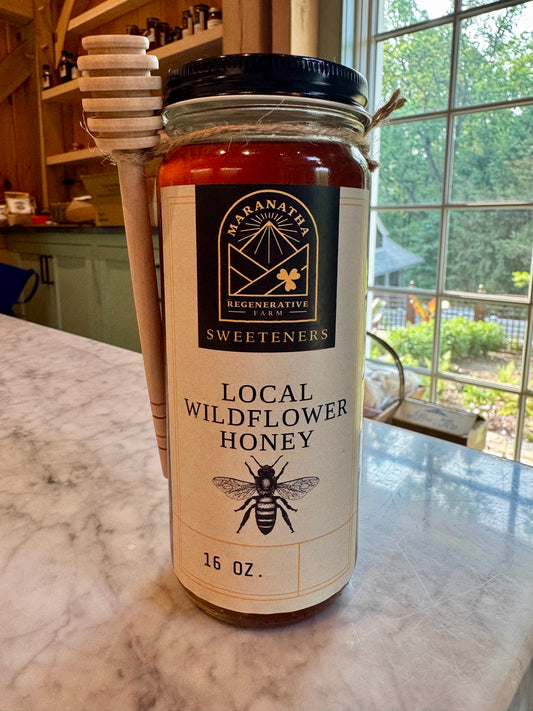 MARANATHA
REGENERATIVE
FARM
SWEETENERS
LOCAL
WILDFLOWER
HONEY
16 OZ.